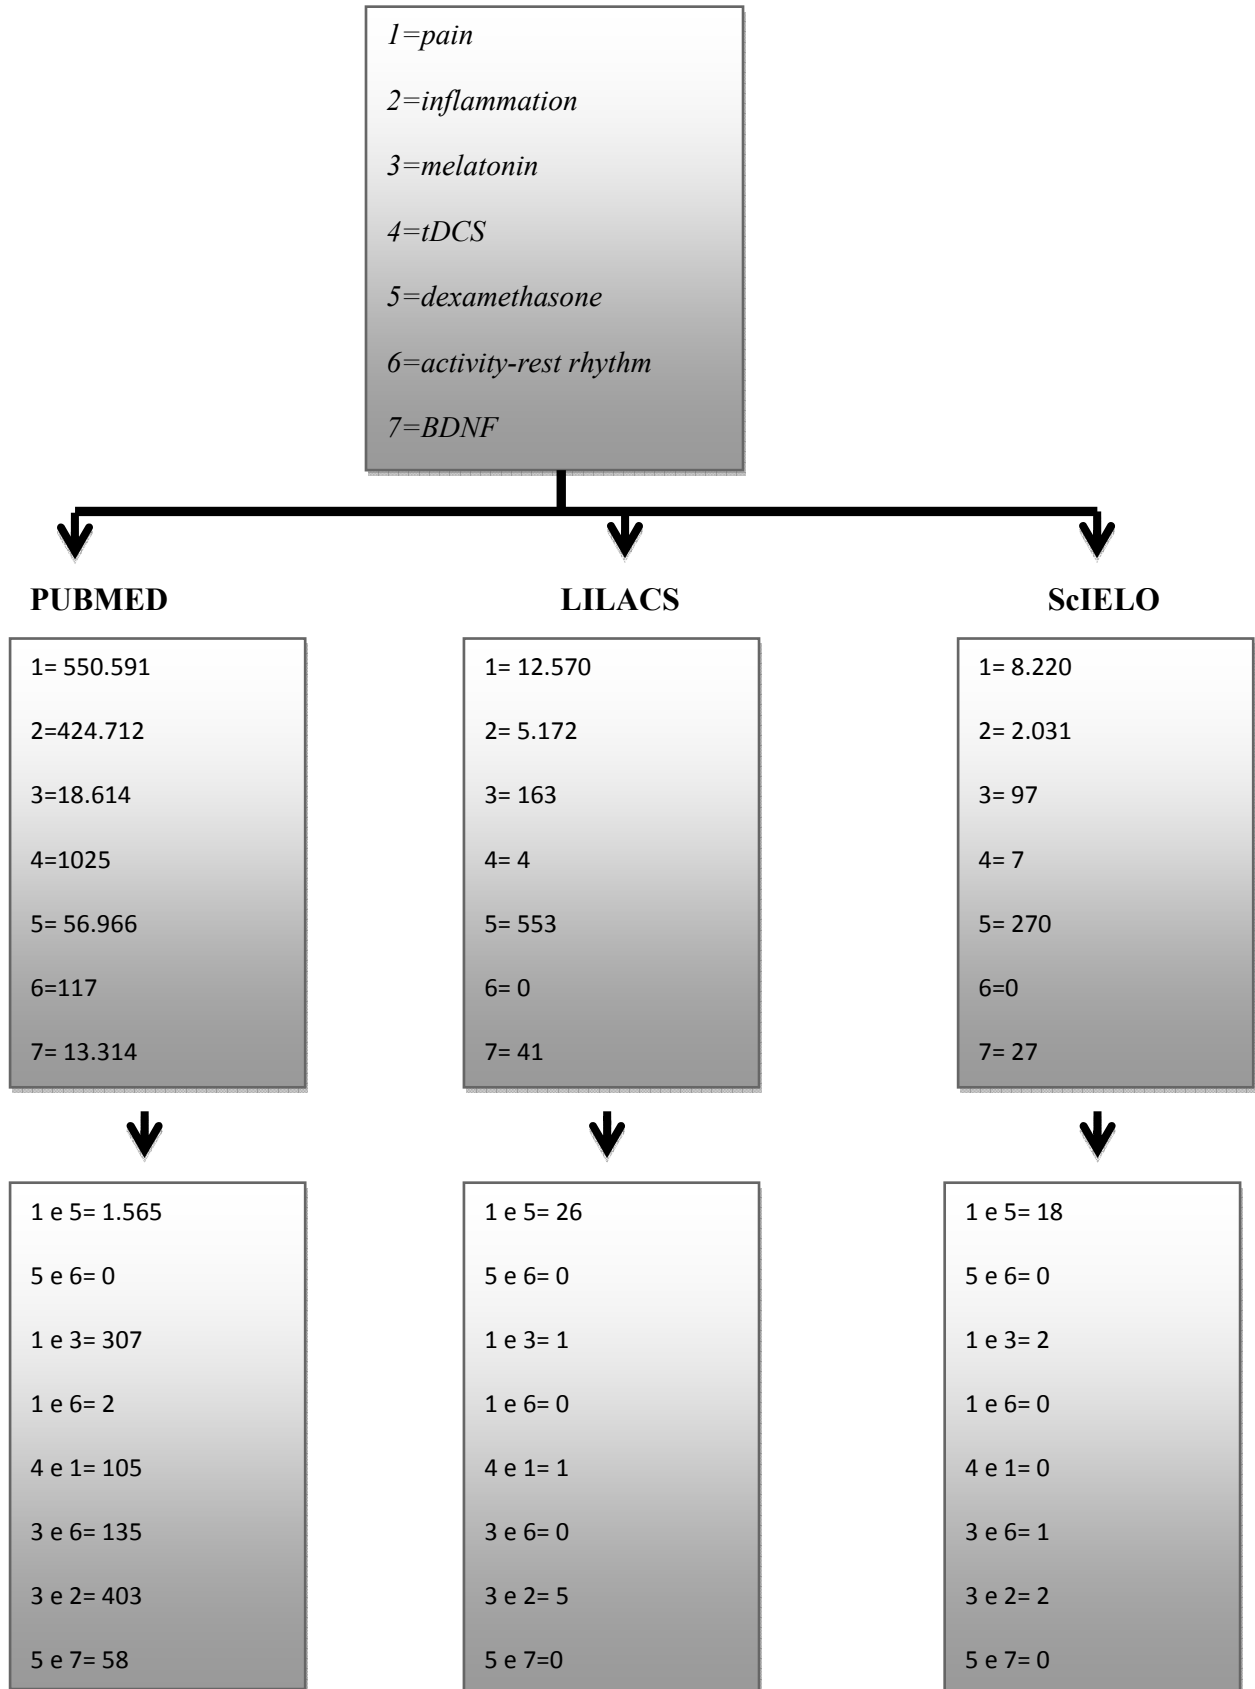 1=pain
2=inflammation
3=melatonin
4=tDCS
5=dexamethasone
6=activity-rest rhythm
7=BDNF
PUBMED
1= 550.591
2=424.712
3=18.614
4=1025
5= 56.966
6=117
7= 13.314
1 e 5= 1.565
5 e 6= 0
1 e 3= 307
1 e 6= 2
4 e 1= 105
3 e 6= 135
3 e 2= 403
5 e 7= 58
LILACS
1= 12.570
2= 5.172
3= 163
4= 4
5= 553
6= 0
7= 41
1 e 5= 26
5 e 6= 0
1 e 3= 1
1 e 6= 0
4 e 1= 1
3 e 6= 0
3 e 2= 5
5 e 7=0
ScIELO
1= 8.220
2= 2.031
3= 97
4= 7
5= 270
6=0
7= 27
1 e 5= 18
5 e 6= 0
1 e 3= 2
1 e 6= 0
4 e 1= 0
3 e 6= 1
3 e 2= 2
5 e 7= 0